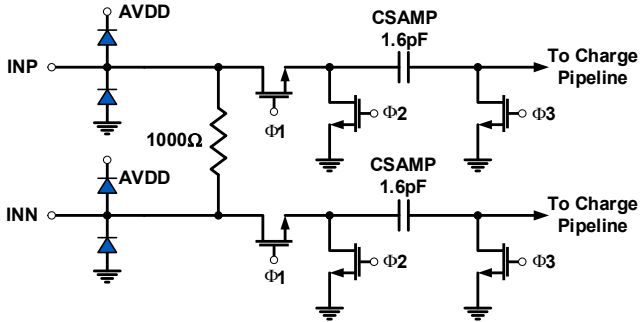 AVDD
CSAMP
1.6pF
INP
To Charge
Pipeline
Φ1
Φ2
Φ3
1000Ω
AVDD
CSAMP
1.6pF
INN
To Charge
Pipeline
Φ1
Φ2
Φ3